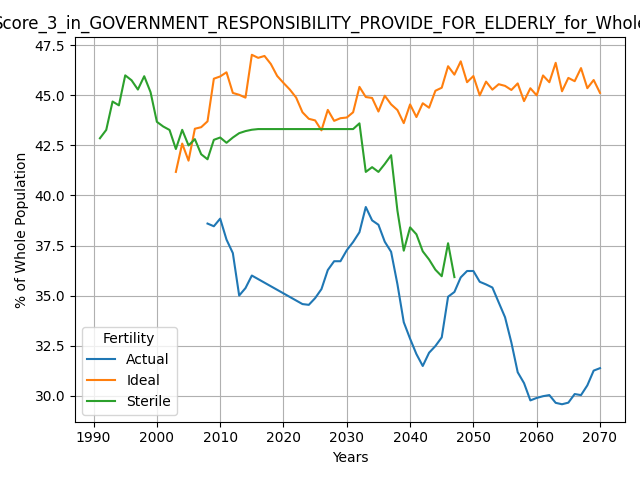 Score_3_in_GOVERNMENT_RESPONSIBILITY_PROVIDE_FOR_ELDERLY_for_Whole
47.5
45.0
42.5
40.0
37.5
35.0
32.5
30.0
% of Whole Population
Fertility
Actual
Ideal
Sterile
1990 2000 2010 2020 2030 2040 2050 2060 2070
Years